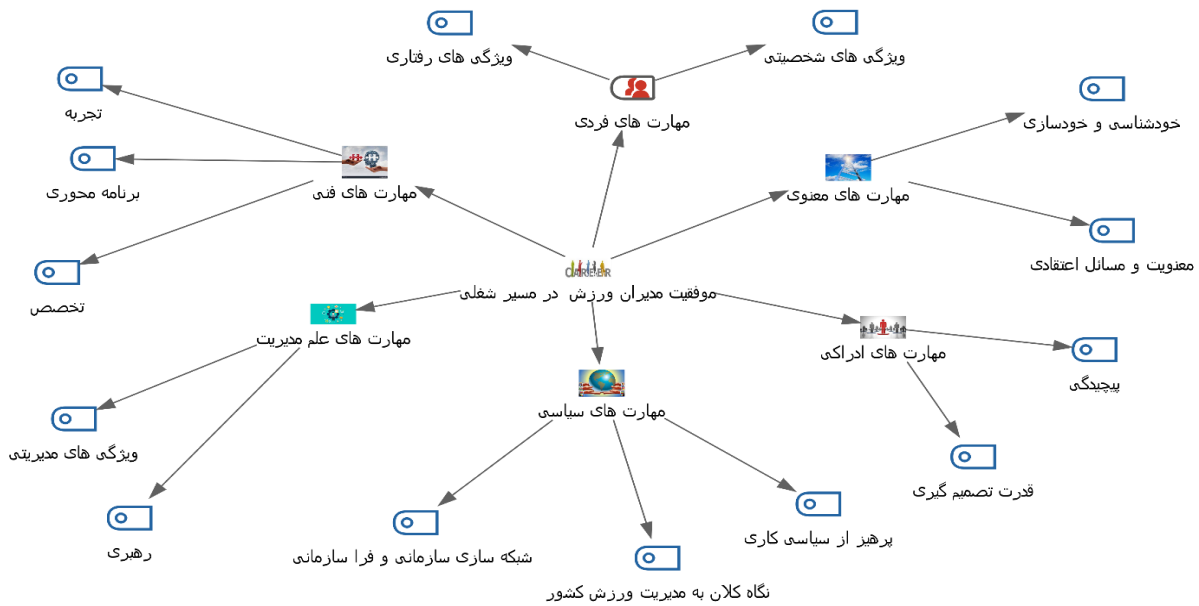 ویژگی های رفتاری
ویژگی های شخصیتی
تجربه
مهارت های فردی
خودشناسی و خودسازی
برنامه محوری
مهارت های فنی
مهارت های معنوی
معنویت و مسائل اعتقادی
CAREER
تخصص
موفقیت مدیران ورزش در مسیر شغلی
مهارت های علم مدیریت
مهارت های ادراکی
پیچیدگی
مهارت های سیاسی
ویژگی های مدیریتی
قدرت تصمیم گیری
پرهیز از سیاسی کاری
رهبری
شبکه سازی سازمانی و فرا سازمانی
نگاه کلان به مدیریت ورزش کشور